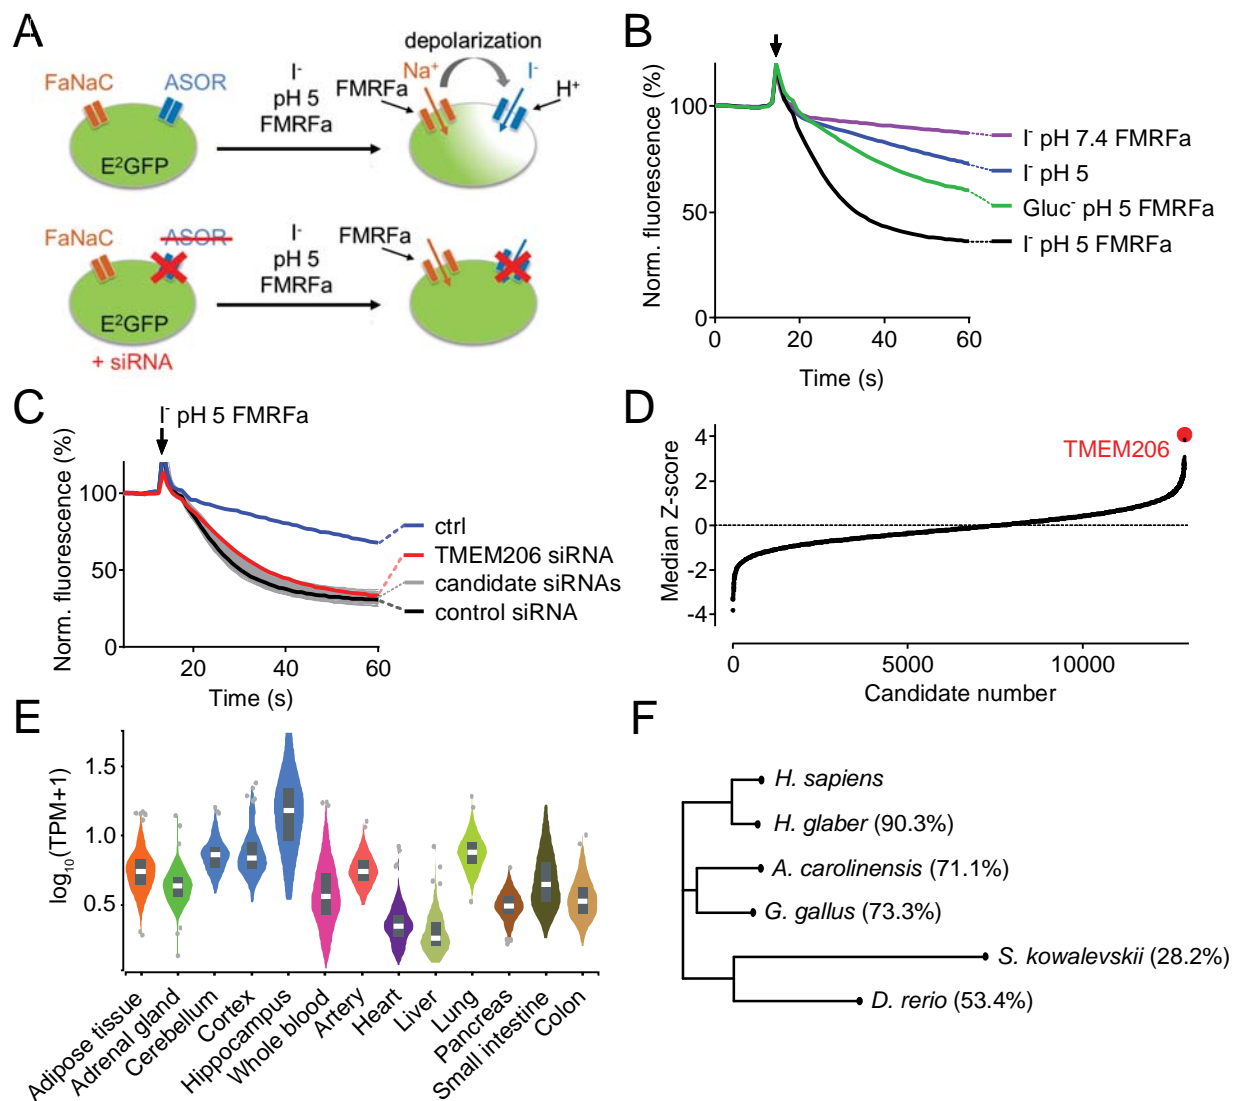 A
depolarization
FaNaC
ASOR
I-
pH 5
FMRFa
FMRFa
Na+
I-
H+
E2GFP
FaNaC
ASOR
I-
pH 5
FMRFa
FMRFa
E2GFP
+ siRNA
B
Norm. fluorescence (%)
100
50
0
0
20
40
60
Time (s)
I- pH 7.4 FMRFa
I- pH 5
Gluc- pH 5 FMRFa
I- pH 5 FMRFa
C
I- pH 5 FMRFa
Norm. fluorescence (%)
100
50
0
20
40
60
Time (s)
ctrl
TMEM206 siRNA
candidate siRNAs
control siRNA
D
Median Z-score
4
2
0
-2
-4
TMEM206
0
5000
10000
Candidate number
E
log10(TPM+1)
1.5
1.0
0.5
Adipose tissue
Adrenal gland
Cerebellum
Cortex
Hippocampus
Whole blood
Artery
Heart
Liver
Lung
Pancreas
Small intestine
Colon
F
H. sapiens
H. glaber (90.3%)
A. carolinensis (71.1%)
G. gallus (73.3%)
S. kowalevskii (28.2%)
D. rerio (53.4%)